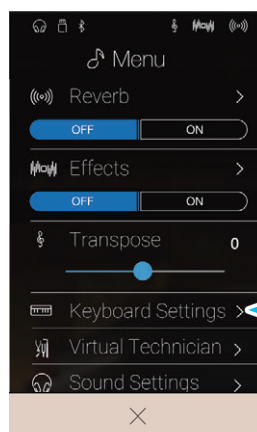 Menu
Reverb >
OFF ON
Effects >
OFF ON
Transpose 0
Keyboard Settings >
Virtual Technician >
Sound Settings >